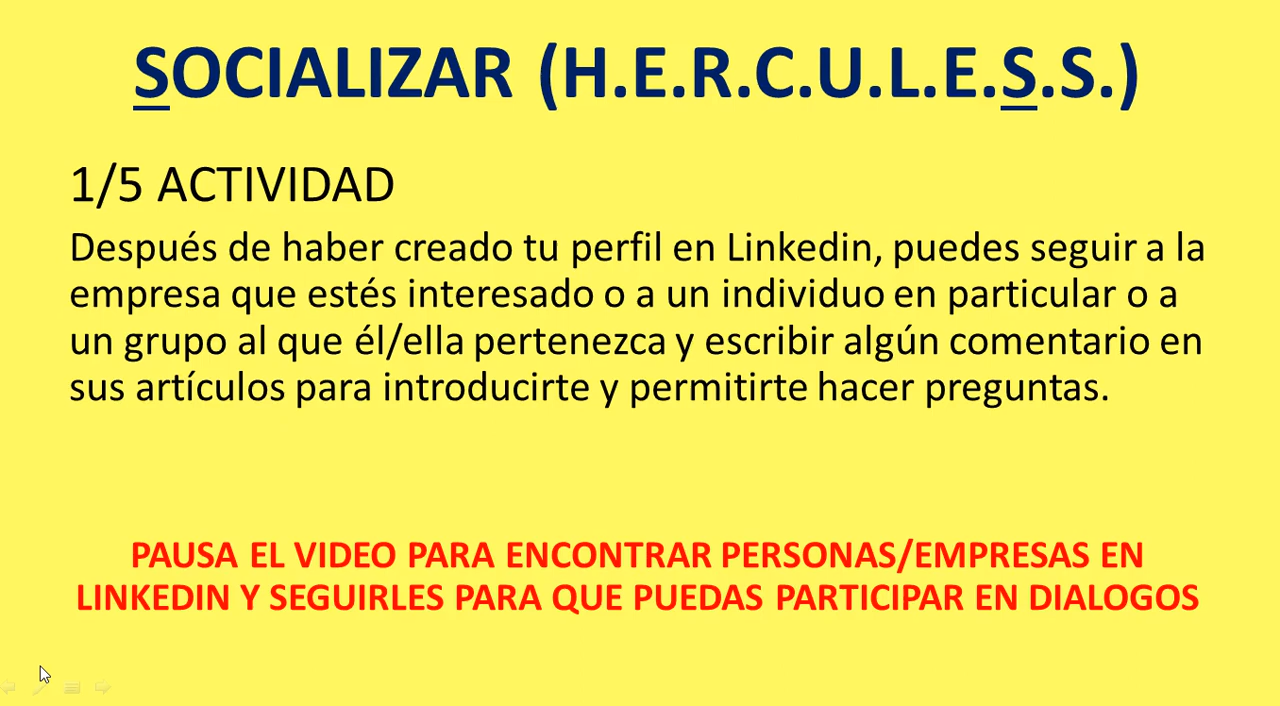 SOCIALIZAR (H.E.R.C.U.L.E.S.S.)
1/5 ACTIVIDAD
Después de haber creado tu perfil en Linkedin, puedes seguir a la
empresa que estés interesado o a un individuo en particular o a
un grupo al que él/ella pertenezca y escribir algún comentario en
sus artículos para introducirte y permitirte hacer preguntas.
PAUSA EL VIDEO PARA ENCONTRAR PERSONAS/EMPRESAS EN
LINKEDIN Y SEGUIRLES PARA QUE PUEDAS PARTICIPAR EN DIALOGOS